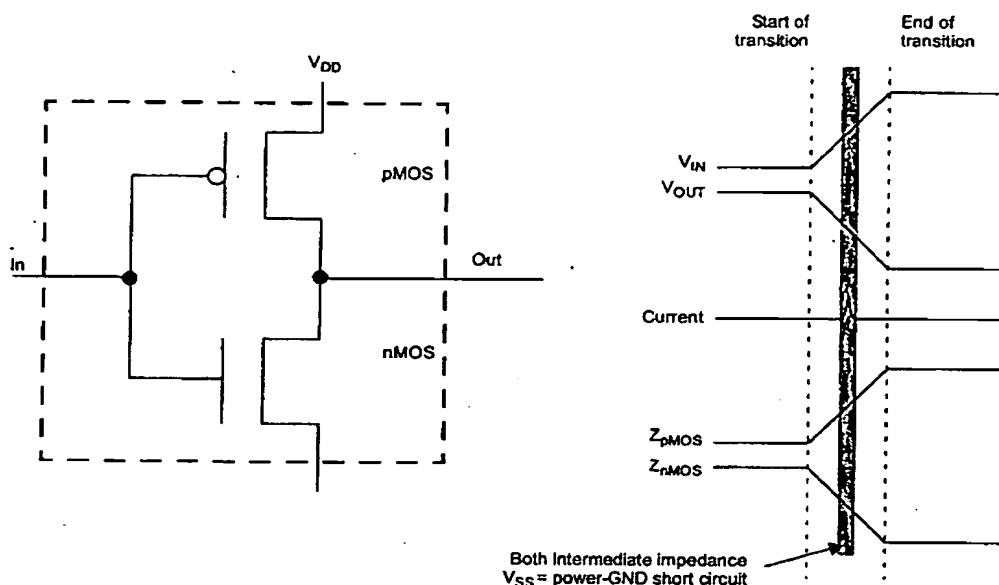 Start of
transition
End of
transition
VDD
pMOS
In
Out
nMOS
VIN
VOUT
Current
ZpMOS
ZnMOS
Both Intermediate impedance
VSS = power-GND short circuit